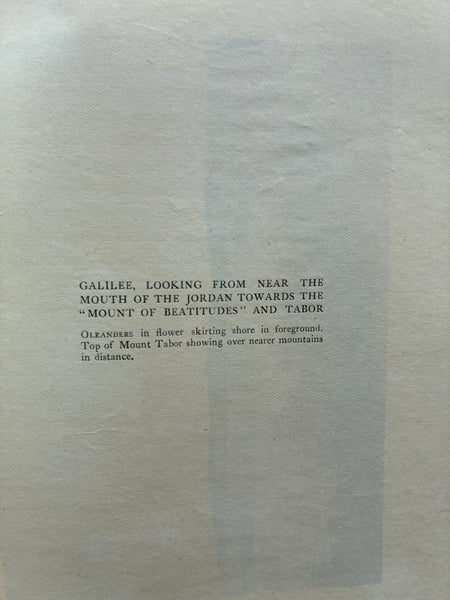 GALILEE, LOOKING FROM NEAR THE
MOUTH OF THE JORDAN TOWARDS THE
"MOUNT OF BEATITUDES" AND TABOR
OLEANDERS in flower skirting shore in foreground.
Top of Mount Tabor showing over nearer mountains
in distance.